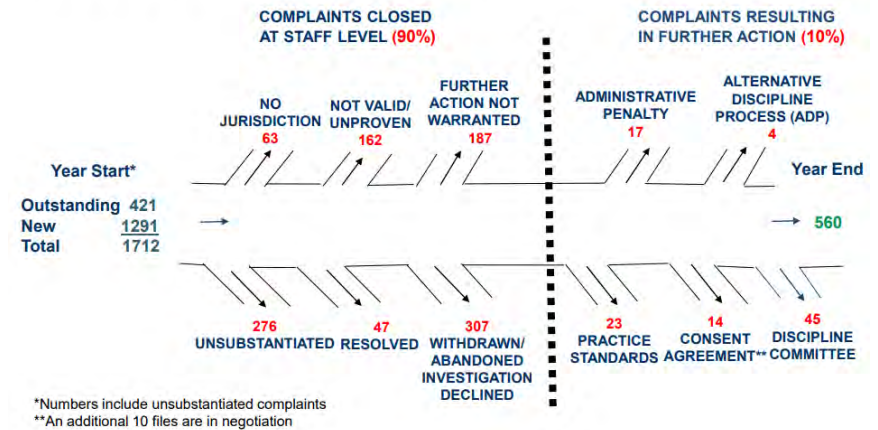 COMPLAINTS CLOSED
AT STAFF LEVEL (90%)
COMPLAINTS RESULTING
IN FURTHER ACTION (10%)
NO
JURISDICTION
63
NOT VALID/
UNPROVEN
162
FURTHER
ACTION NOT
WARRANTED
187
ADMINISTRATIVE
PENALTY
17
ALTERNATIVE
DISCIPLINE
PROCESS (ADP)
4
Year Start*
Outstanding 421
New 1291
Total 1712
Year End
560
276
UNSUBSTANTIATED
47
RESOLVED
307
WITHDRAWN/
ABANDONED
INVESTIGATION
DECLINED
23
PRACTICE
STANDARDS
14
CONSENT
AGREEMENT**
45
DISCIPLINE
COMMITTEE
*Numbers include unsubstantiated complaints
**An additional 10 files are in negotiation